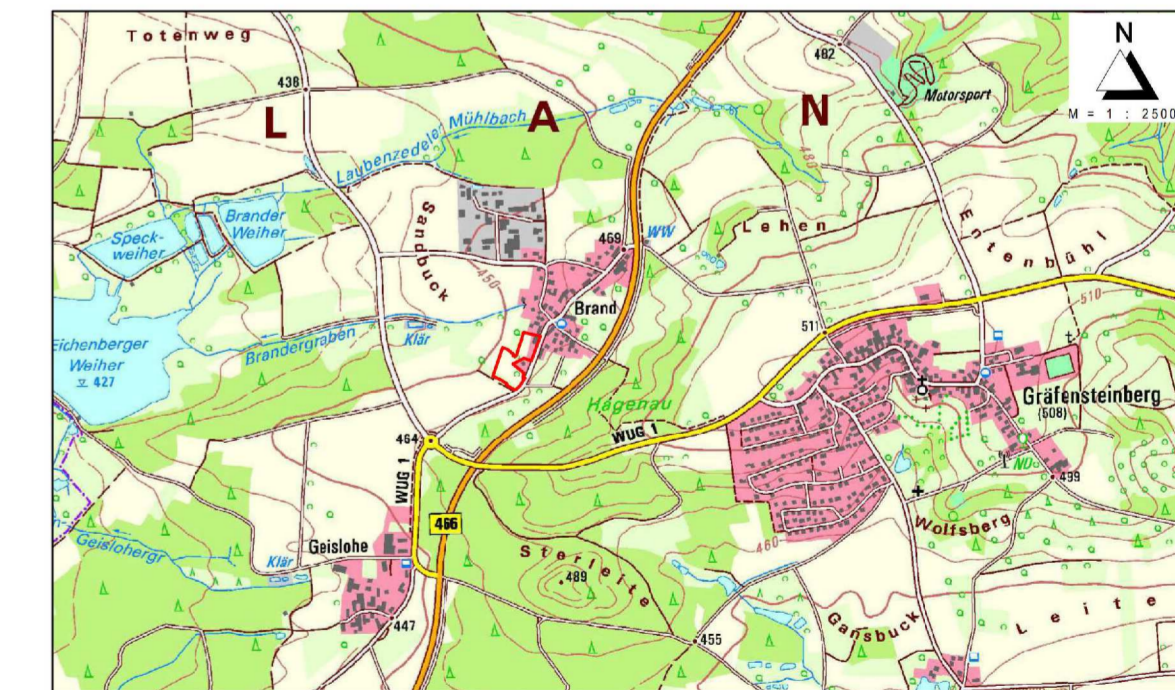 Totenweg
438
L
A
N
482
Motorsport
N
M = 1 : 2500
Laubenzedeler Mühlbach
480
Sandbuck
Brander
Weiher
Speck-
weiher
469
WW
Lehen
Entenbühl
450
510
Brand
511
Brandergraben
Klär
Eichenberger
Weiher
427
Hagenau
Gräfensteinberg
(508)
464
WUG 1
WUG 1
ND
499
466
Geislohe
Wolfsberg
460
Geislohergr
Klär
Sterleite
489
Gansbuck
Leite
447
455